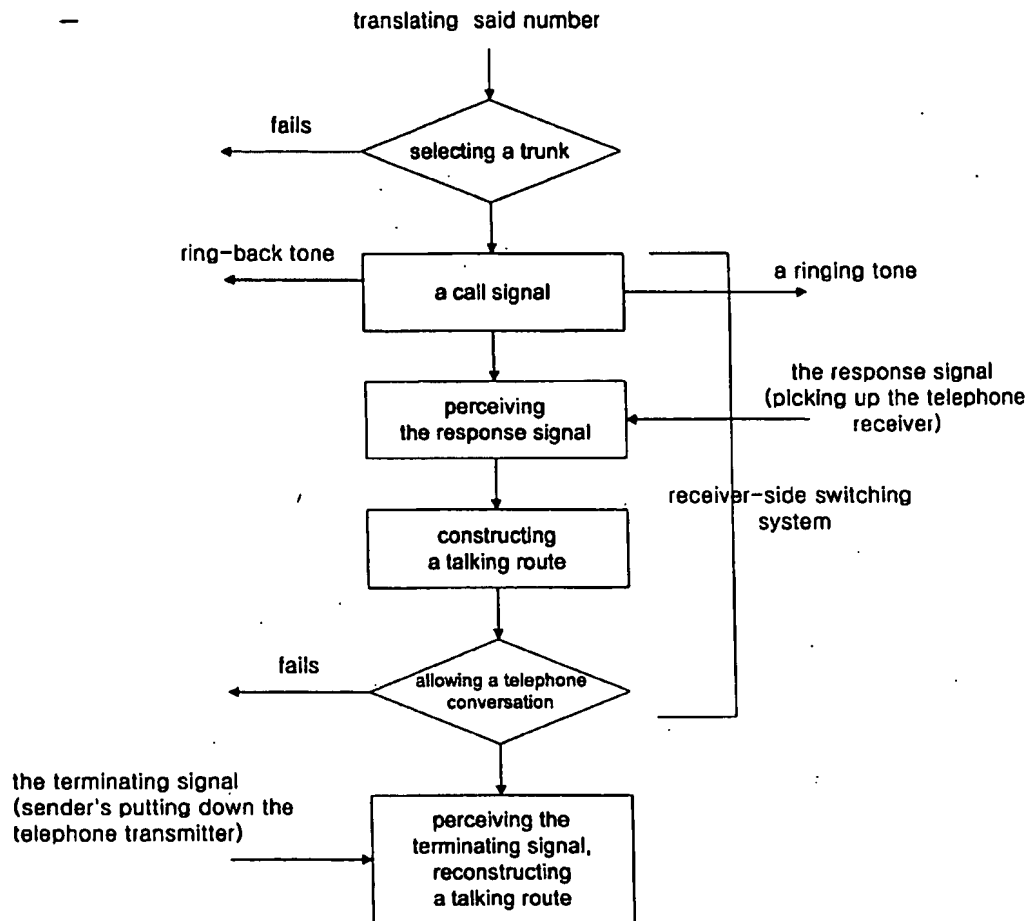 translating said number
fails
selecting a trunk
ring-back tone
a call signal
a ringing tone
the response signal
(picking up the telephone
receiver)
perceiving
the response signal
receiver-side switching
system
constructing
a talking route
fails
allowing a telephone
conversation
the terminating signal
(sender's putting down the
telephone transmitter)
perceiving the
terminating signal,
reconstructing
a talking route